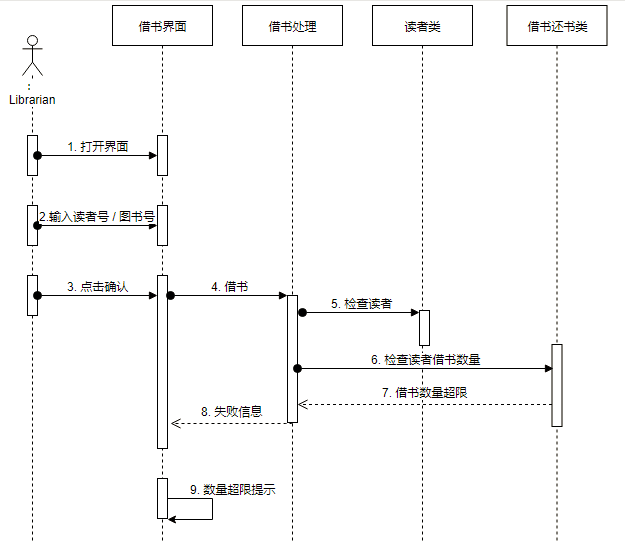 借书界面
借书处理
读者类
借书还书类
Librarian
1. 打开界面
2.输入读者号 / 图书号
3. 点击确认
4. 借书
5. 检查读者
6. 检查读者借书数量
7. 借书数量超限
8. 失败信息
9. 数量超限提示